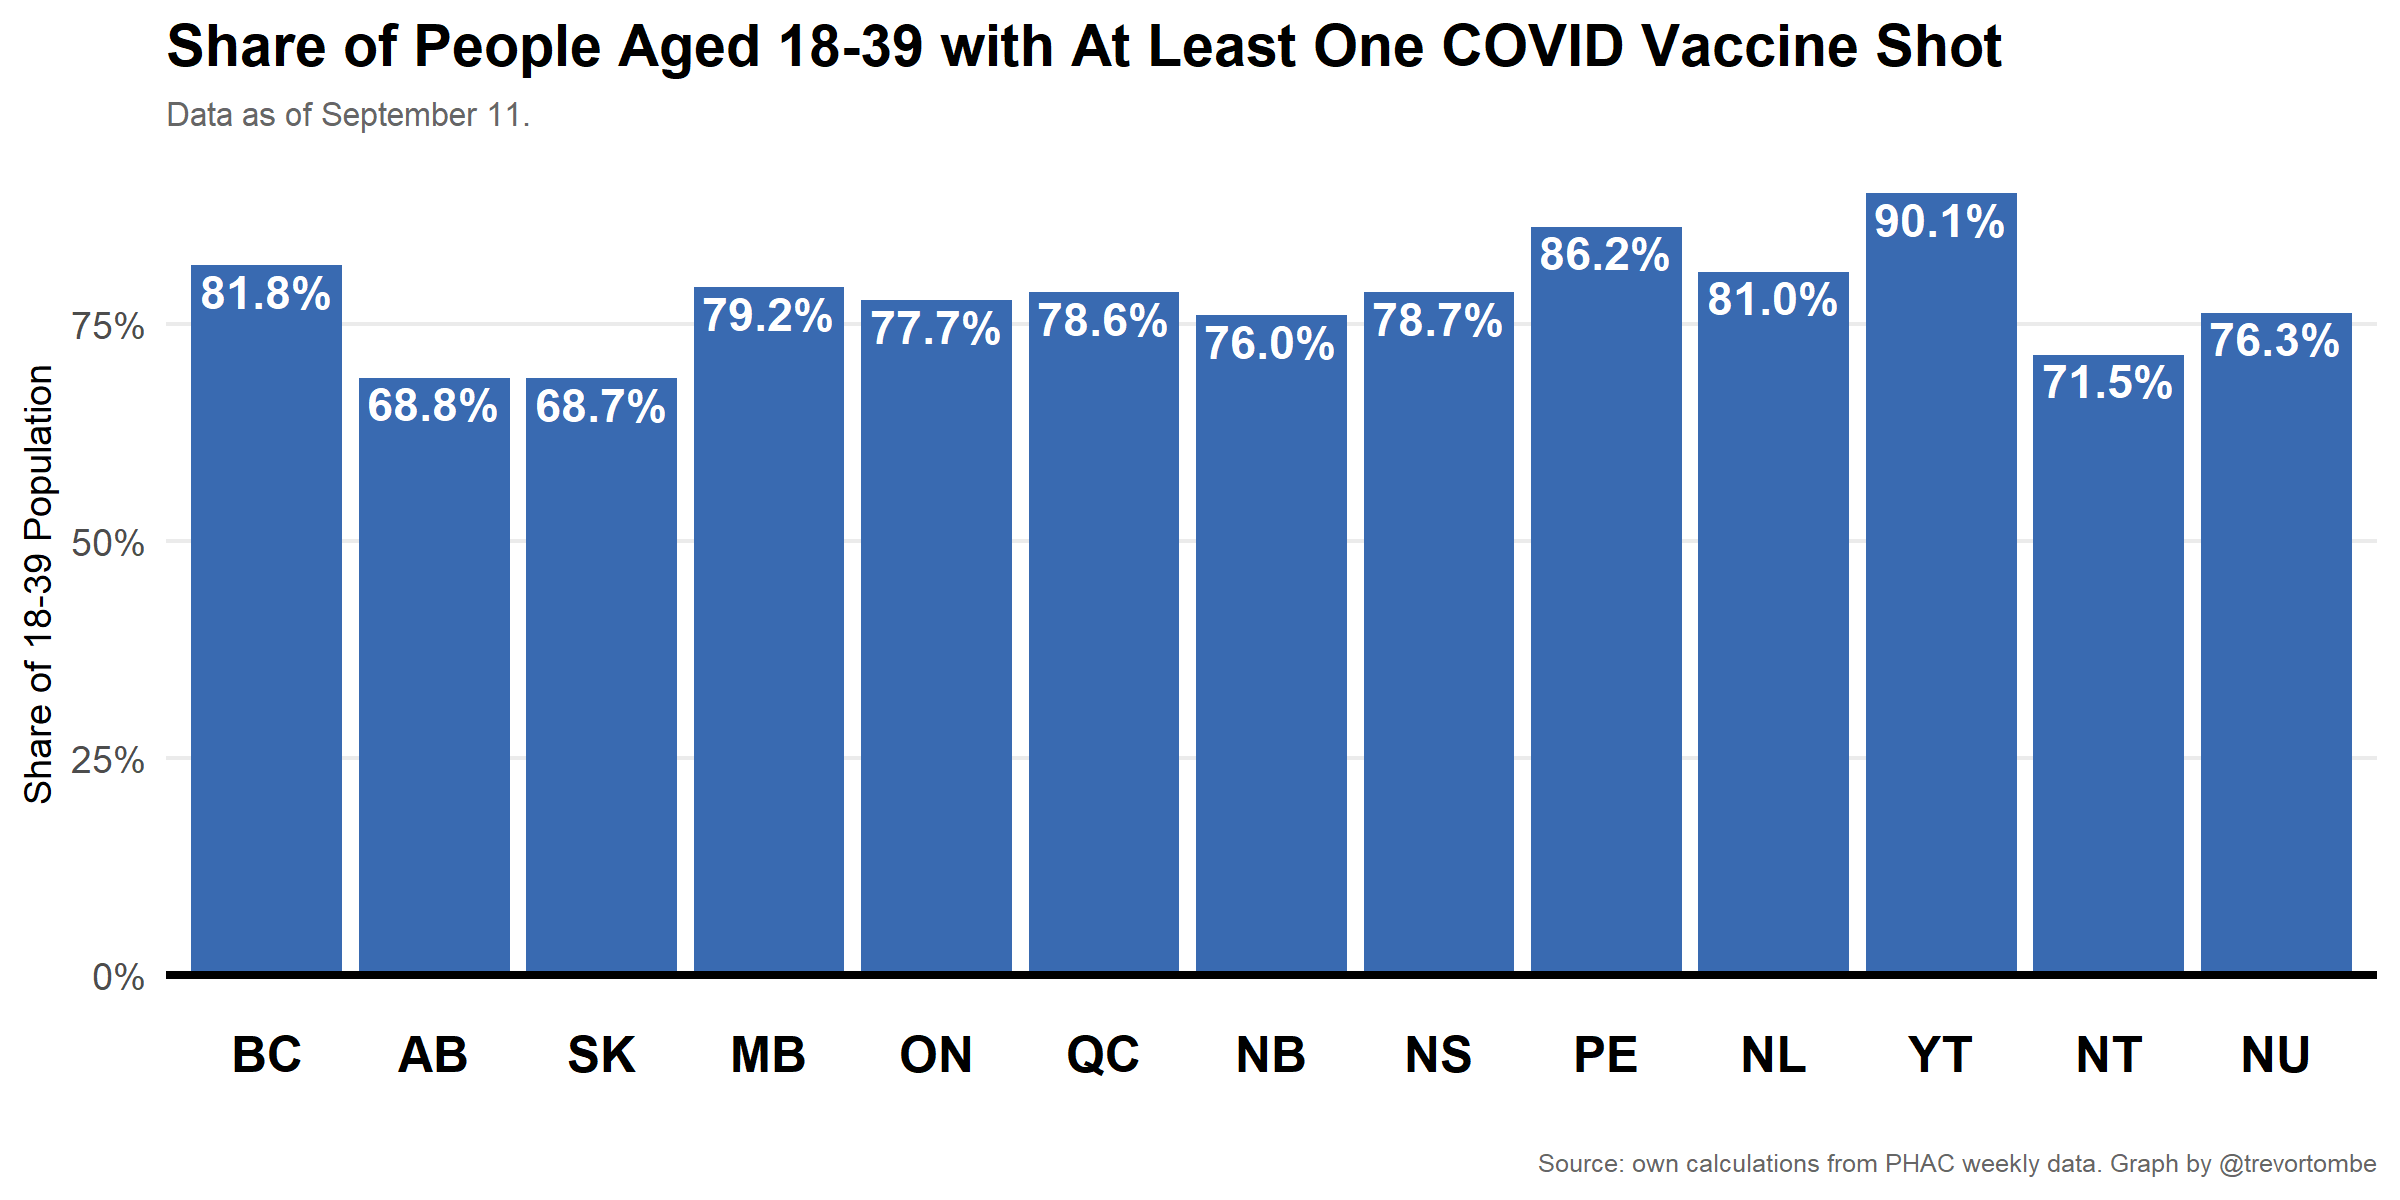 Share of People Aged 18-39 with At Least One COVID Vaccine Shot
Data as of September 11.
Share of 18-39 Population
75%
50%
25%
0%
81.8%
68.8%
68.7%
79.2%
77.7%
78.6%
76.0%
78.7%
86.2%
81.0%
90.1%
71.5%
76.3%
BC
AB
SK
MB
ON
QC
NB
NS
PE
NL
YT
NT
NU
Source: own calculations from PHAC weekly data. Graph by @trevortombe